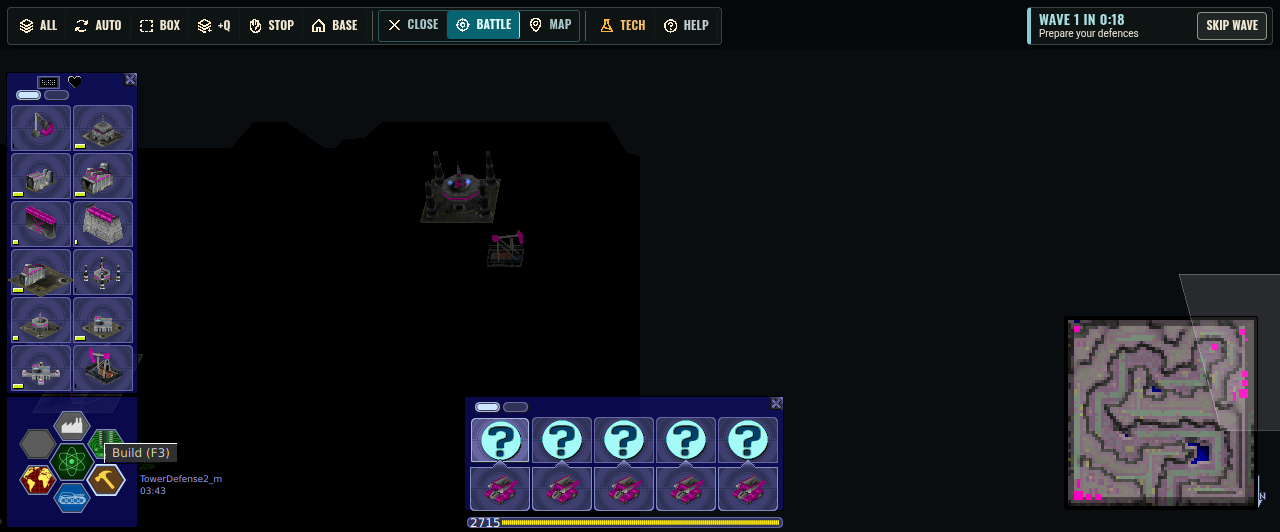 ALL AUTO BOX +Q STOP BASE CLOSE BATTLE MAP TECH HELP
WAVE 1 IN 0:18
Prepare your defences
SKIP WAVE
Build (F3)
TowerDefense2_m
03:43
? ? ? ? ?
2715
N